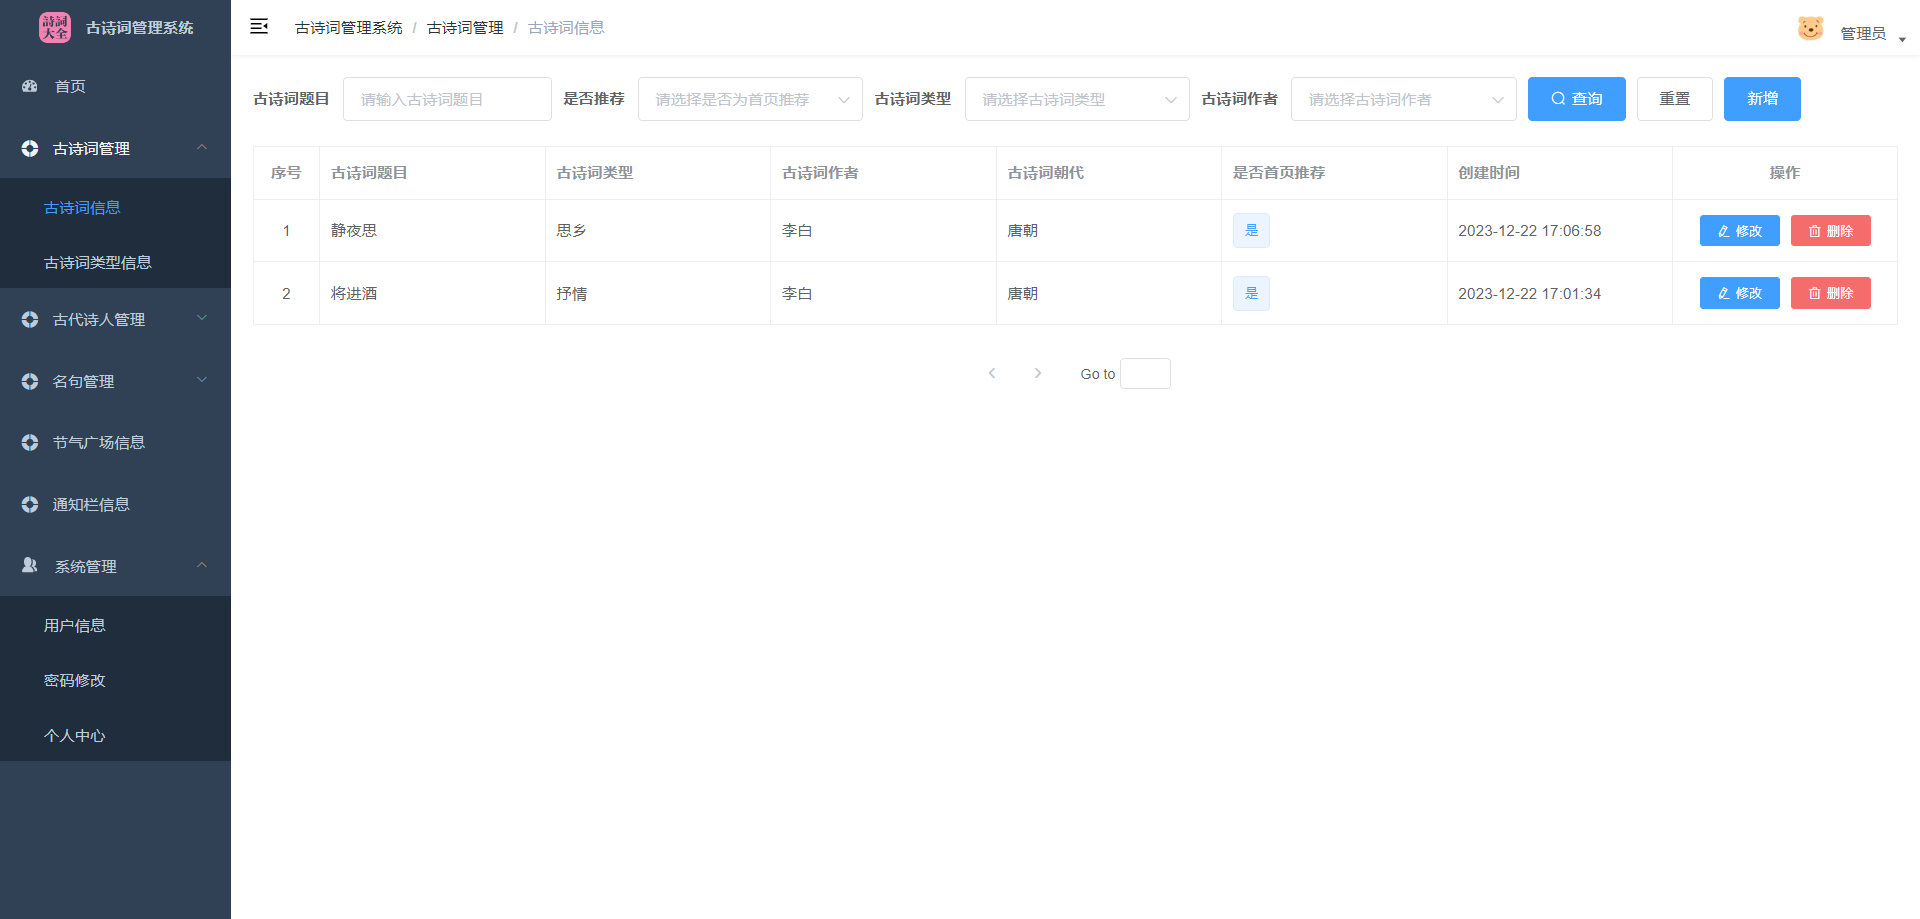 詩詞
大全
古诗词管理系统
首页
古诗词管理
古诗词信息
古诗词类型信息
古代诗人管理
名句管理
节气广场信息
通知栏信息
系统管理
用户信息
密码修改
个人中心
古诗词管理系统 / 古诗词管理 / 古诗词信息
管理员
古诗词题目 请输入古诗词题目 是否推荐 请选择是否为首页推荐 古诗词类型 请选择古诗词类型 古诗词作者 请选择古诗词作者 查询 重置 新增
序号 古诗词题目 古诗词类型 古诗词作者 古诗词朝代 是否首页推荐 创建时间 操作
1 静夜思 思乡 李白 唐朝 是 2023-12-22 17:06:58 修改 删除
2 将进酒 抒情 李白 唐朝 是 2023-12-22 17:01:34 修改 删除
Go to